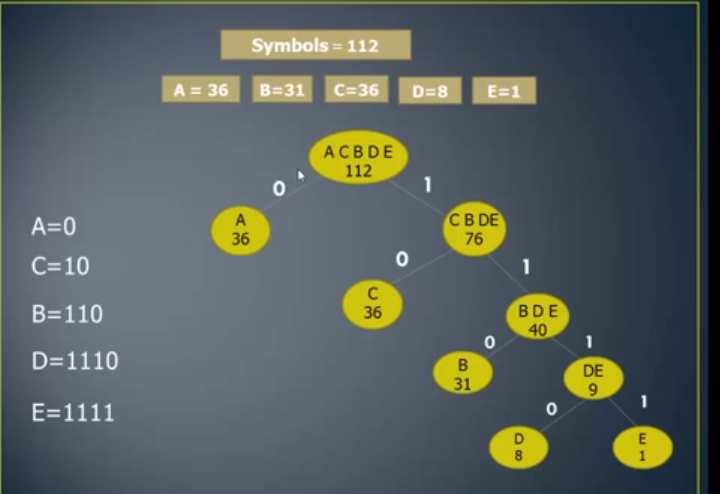 Symbols = 112
A = 36 B=31 C=36 D=8 E=1
A C B D E
112
0 1
A
36
C B DE
76
0 1
C
36
B D E
40
0 1
B
31
DE
9
0 1
D
8
E
1
A=0
C=10
B=110
D=1110
E=1111